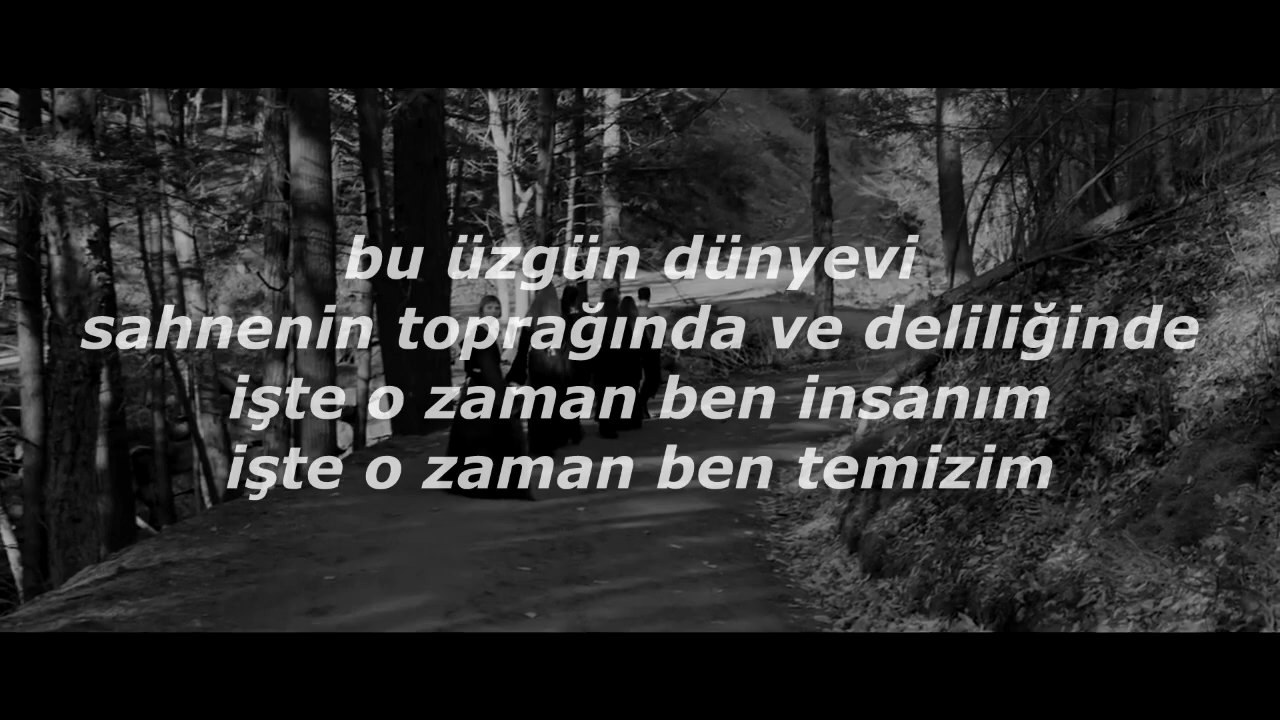 bu üzgün dünyevi
sahnenin toprağında ve deliliğinde
işte o zaman ben insanım
işte o zaman ben temizim